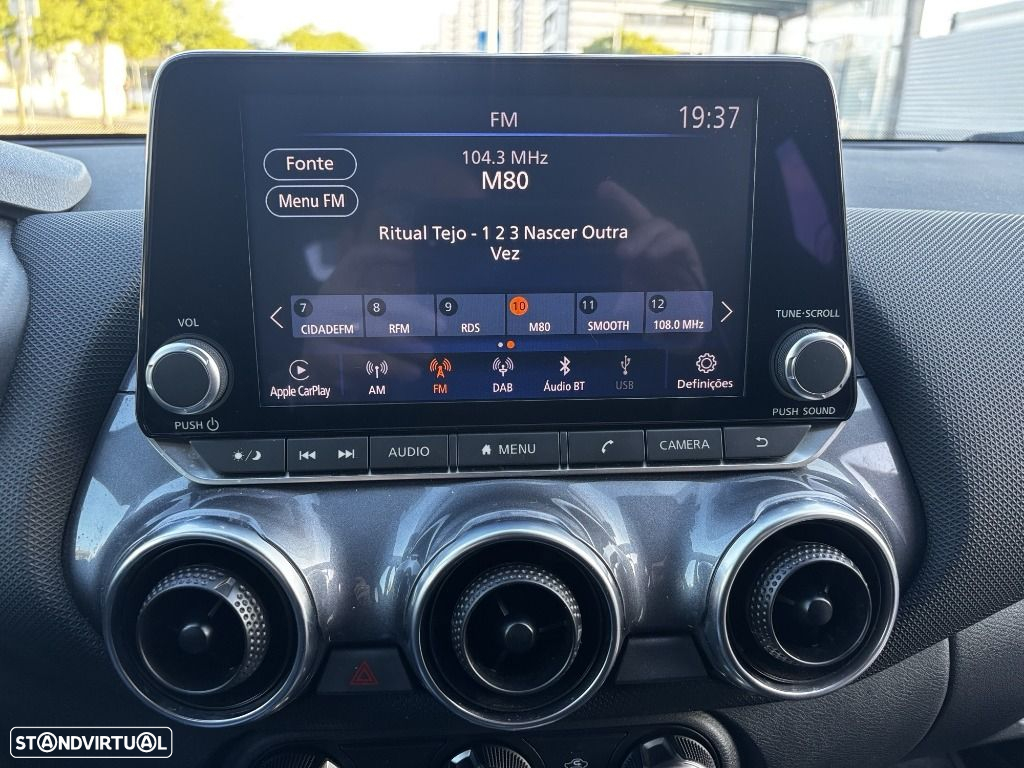 FM
19:37
Fonte
104.3 MHz
M80
Menu FM
Ritual Tejo - 1 2 3 Nascer Outra
Vez
7 8 9 10 11 12
CIDADEFM RFM RDS M80 SMOOTH 108.0 MHz
VOL
TUNE·SCROLL
Apple CarPlay AM FM DAB Áudio BT USB Definições
PUSH
PUSH SOUND
AUDIO MENU CAMERA
STANDVIRTUAL